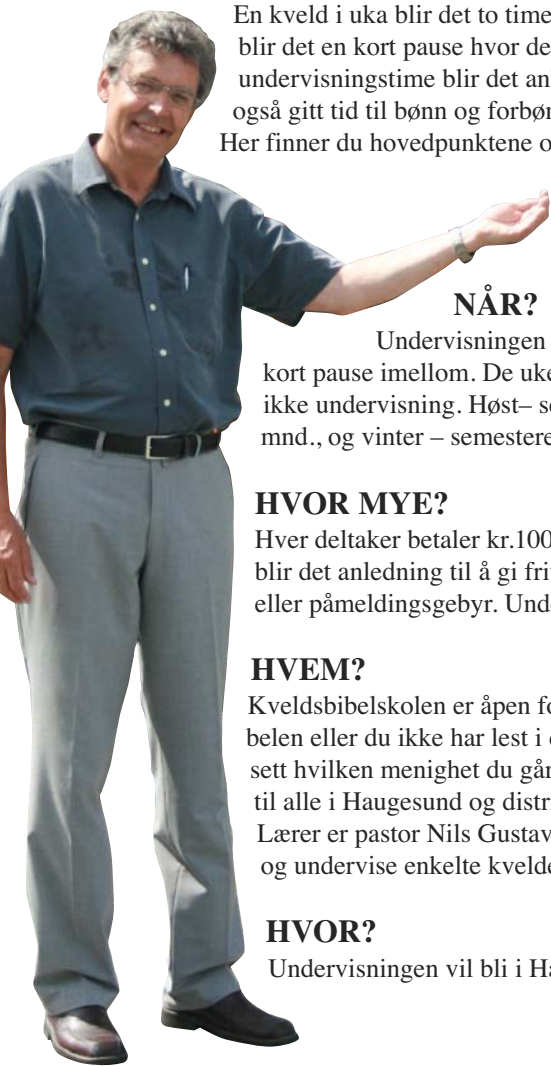 En kveld i uka blir det to time
blir det en kort pause hvor de
undervisningstime blir det an
også gitt tid til bønn og forbør
Her finner du hovedpunktene o
NÅR?
Undervisningen
kort pause imellom. De uke
ikke undervisning. Høst– se
mnd., og vinter – semestere
HVOR MYE?
Hver deltaker betaler kr.100
blir det anledning til å gi fri
eller påmeldingsgebyr. Unde
HVEM?
Kveldsbibelskolen er åpen fo
belen eller du ikke har lest i
sett hvilken menighet du går
til alle i Haugesund og distr
Lærer er pastor Nils Gustav
og undervise enkelte kvelde
HVOR?
Undervisningen vil bli i Ha